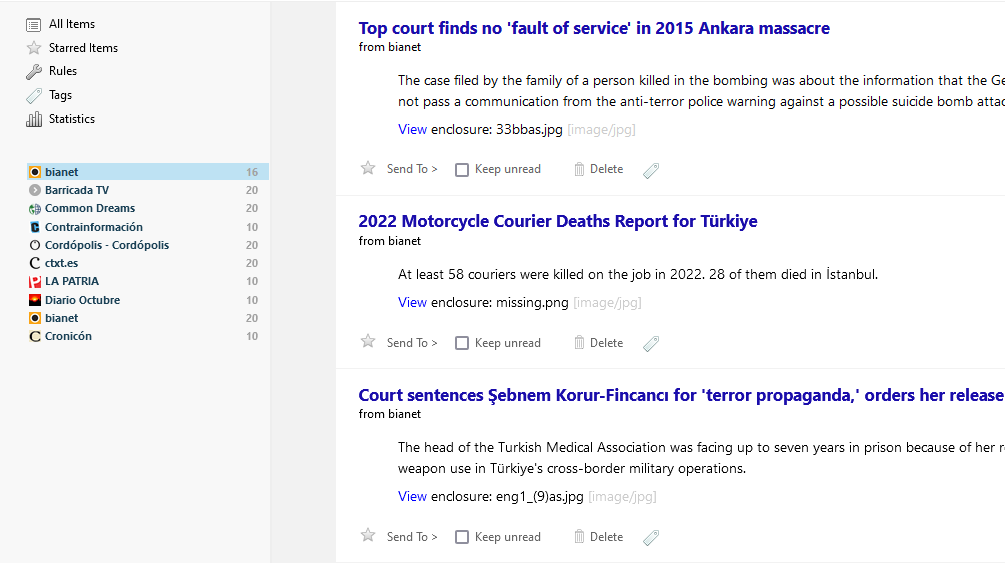 All Items
Starred Items
Rules
Tags
Statistics
bianet 16
Barricada TV 20
Common Dreams 20
Contrainformación 10
Cordópolis - Cordópolis 20
ctxt.es 20
LA PATRIA 10
Diario Octubre 10
bianet 20
Cronicón 10
Top court finds no 'fault of service' in 2015 Ankara massacre
from bianet
The case filed by the family of a person killed in the bombing was about the information that the Ge
not pass a communication from the anti-terror police warning against a possible suicide bomb attac
View enclosure: 33bbas.jpg [image/jpg]
Send To > Keep unread Delete
2022 Motorcycle Courier Deaths Report for Türkiye
from bianet
At least 58 couriers were killed on the job in 2022. 28 of them died in İstanbul.
View enclosure: missing.png [image/jpg]
Send To > Keep unread Delete
Court sentences Şebnem Korur-Fincancı for 'terror propaganda,' orders her release
from bianet
The head of the Turkish Medical Association was facing up to seven years in prison because of her r
weapon use in Türkiye's cross-border military operations.
View enclosure: eng1_(9)as.jpg [image/jpg]
Send To > Keep unread Delete